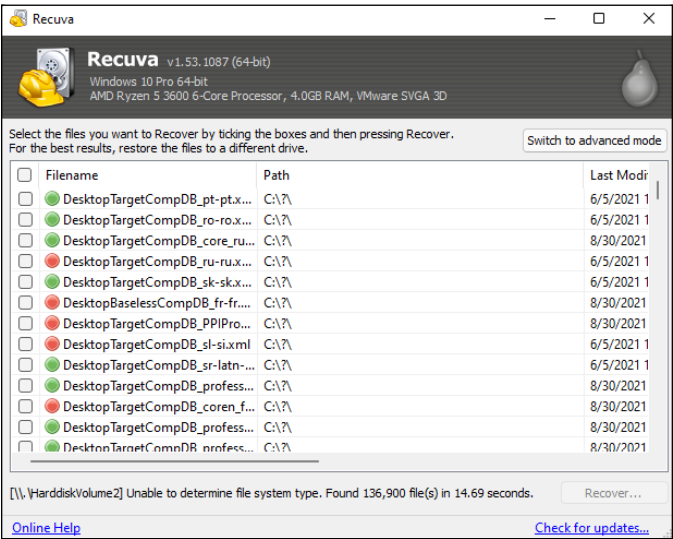 Recuva
Recuva v1.53.1087 (64-bit)
Windows 10 Pro 64-bit
AMD Ryzen 5 3600 6-Core Processor, 4.0GB RAM, VMware SVGA 3D
Select the files you want to Recover by ticking the boxes and then pressing Recover.
For the best results, restore the files to a different drive.
Switch to advanced mode
Filename Path Last Modi
DesktopTargetCompDB_pt-pt.x... C:\?\ 6/5/2021 1
DesktopTargetCompDB_ro-ro.x... C:\?\ 6/5/2021 1
DesktopTargetCompDB_core_ru... C:\?\ 8/30/2021
DesktopTargetCompDB_ru-ru.x... C:\?\ 6/5/2021 1
DesktopTargetCompDB_sk-sk.x... C:\?\ 6/5/2021 1
DesktopBaselessCompDB_fr-fr.... C:\?\ 8/30/2021
DesktopTargetCompDB_PPIPro... C:\?\ 8/30/2021
DesktopTargetCompDB_sl-si.xml C:\?\ 6/5/2021 1
DesktopTargetCompDB_sr-latn-... C:\?\ 6/5/2021 1
DesktopTargetCompDB_profess... C:\?\ 8/30/2021
DesktopTargetCompDB_coren_f... C:\?\ 8/30/2021
DesktopTargetCompDB_profess... C:\?\ 8/30/2021
DesktopTargetCompDB_profess... C:\?\ 8/30/2021
[\\.\HarddiskVolume2] Unable to determine file system type. Found 136,900 file(s) in 14.69 seconds.
Recover...
Online Help
Check for updates...